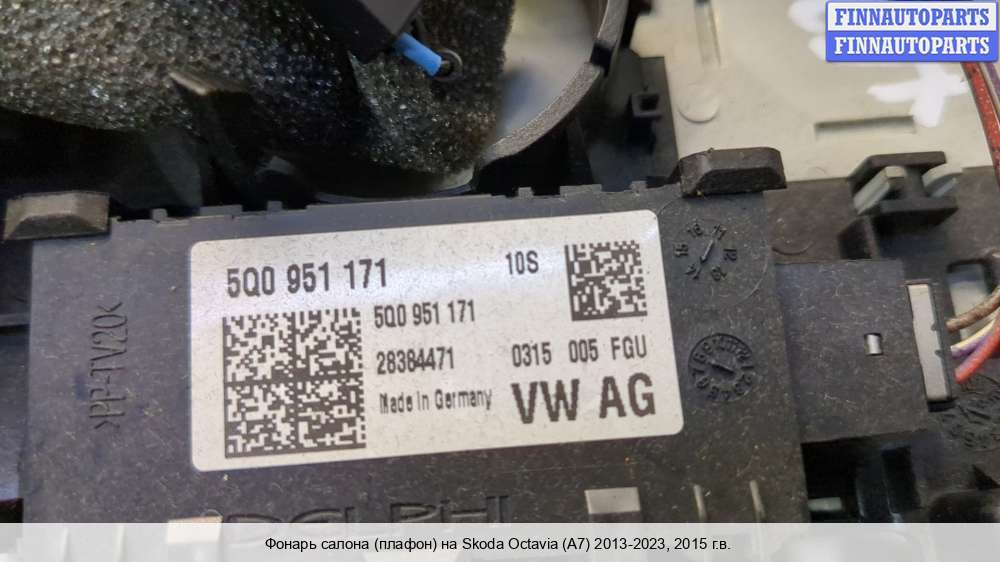 FINNAUTOPARTS
FINNAUTOPARTS
5Q0 951 171
10S
5Q0 951 171
28384471
0315 005 FGU
Made in Germany
VW AG
>PP-TV20<
DELPHI
Фонарь салона (плафон) на Skoda Octavia (A7) 2013-2023, 2015 г.в.